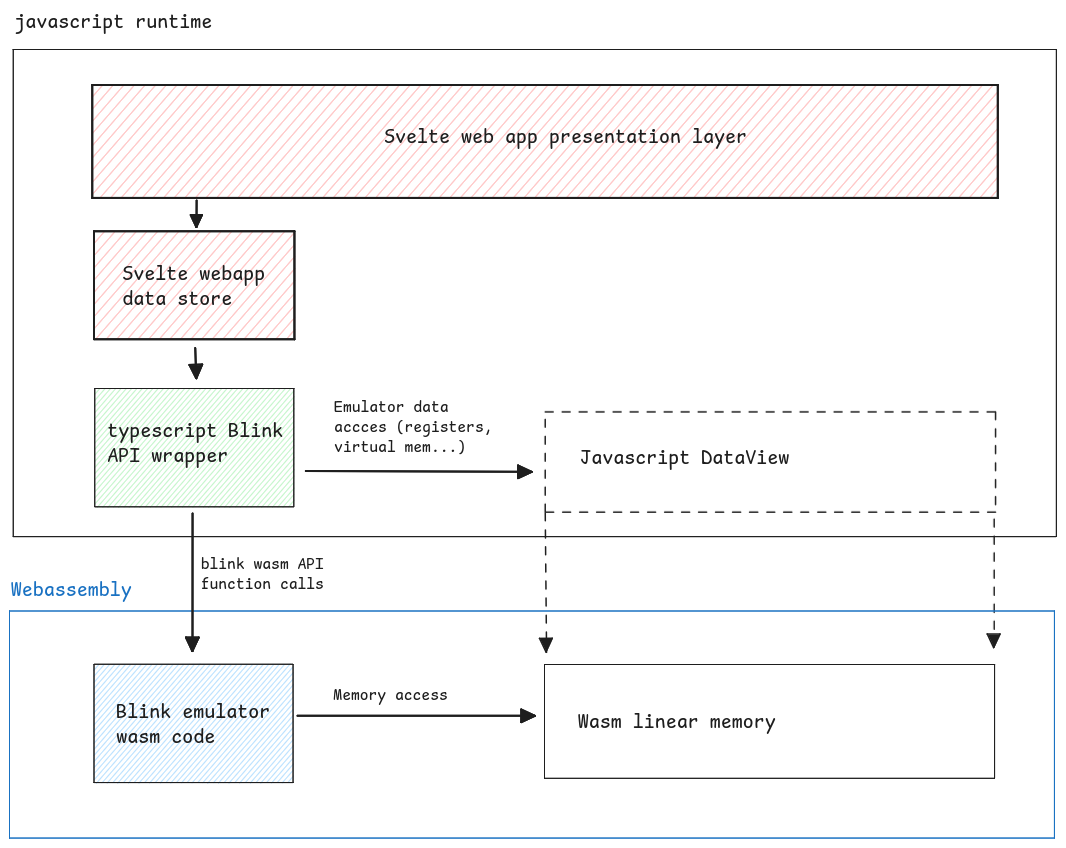 javascript runtime
Svelte web app presentation layer
Svelte webapp
data store
typescript Blink
API wrapper
Emulator data
accces (registers,
virtual mem...)
Javascript DataView
blink wasm API
function calls
Webassembly
Blink emulator
wasm code
Memory access
Wasm linear memory